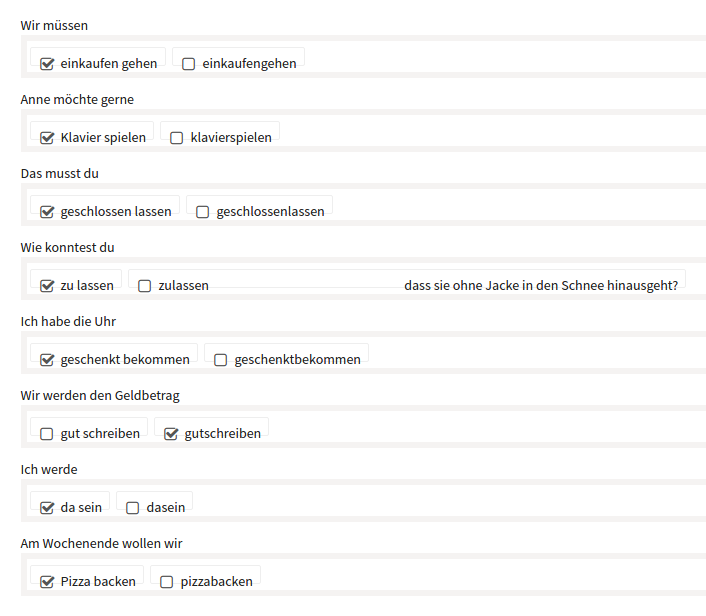 Wir müssen
einkaufen gehen einkaufengehen
Anne möchte gerne
Klavier spielen klavierspielen
Das musst du
geschlossen lassen geschlossenlassen
Wie konntest du
zu lassen zulassen dass sie ohne Jacke in den Schnee hinausgeht?
Ich habe die Uhr
geschenkt bekommen geschenktbekommen
Wir werden den Geldbetrag
gut schreiben gutschreiben
Ich werde
da sein dasein
Am Wochenende wollen wir
Pizza backen pizzabacken